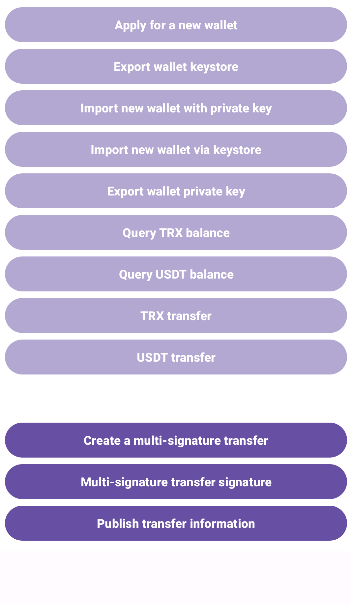 Apply for a new wallet
Export wallet keystore
Import new wallet with private key
Import new wallet via keystore
Export wallet private key
Query TRX balance
Query USDT balance
TRX transfer
USDT transfer
Create a multi-signature transfer
Multi-signature transfer signature
Publish transfer information